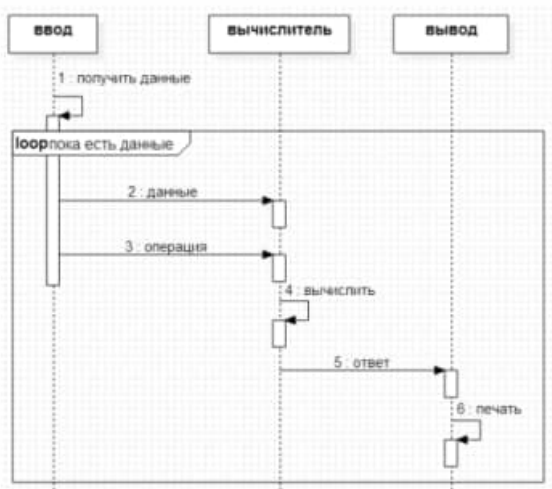 ввод
вычислитель
вывод
1 : получить данные
loop пока есть данные
2 : данные
3 : операция
4 : вычислить
5 : ответ
6 : печать